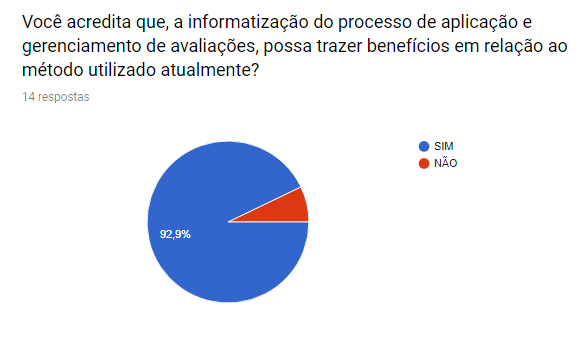 Você acredita que, a informatização do processo de aplicação e
gerenciamento de avaliações, possa trazer benefícios em relação ao
método utilizado atualmente?
14 respostas
SIM
NÃO
92,9%